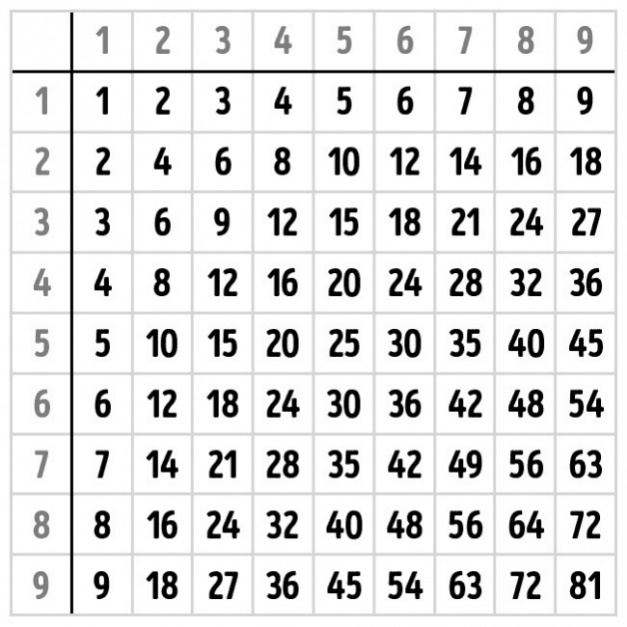 1 2 3 4 5 6 7 8 9
1 1 2 3 4 5 6 7 8 9
2 2 4 6 8 10 12 14 16 18
3 3 6 9 12 15 18 21 24 27
4 4 8 12 16 20 24 28 32 36
5 5 10 15 20 25 30 35 40 45
6 6 12 18 24 30 36 42 48 54
7 7 14 21 28 35 42 49 56 63
8 8 16 24 32 40 48 56 64 72
9 9 18 27 36 45 54 63 72 81